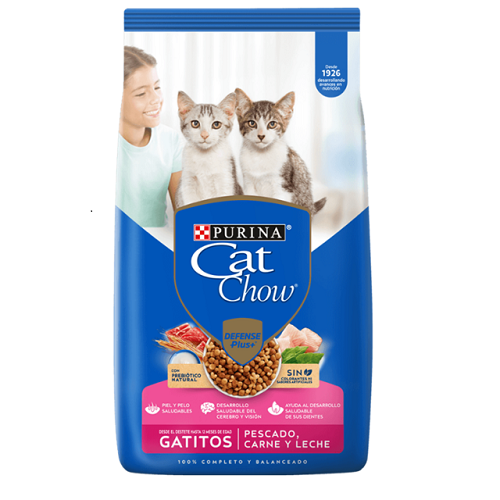 Desde
1926
desarrollando
avances en
nutrición
PURINA®
Cat
Chow®
DEFENSE
Plus+
CON
PREBIÓTICO
NATURAL
SIN
COLORANTES NI
SABORES ARTIFICIALES
PIEL Y PELO
SALUDABLES
DESARROLLO
SALUDABLE DEL
CEREBRO Y VISIÓN
AYUDA AL DESARROLLO
SALUDABLE
DE SUS DIENTES
DESDE EL DESTETE HASTA 12 MESES DE EDAD
GATITOS
PESCADO,
CARNE Y LECHE
100% COMPLETO Y BALANCEADO